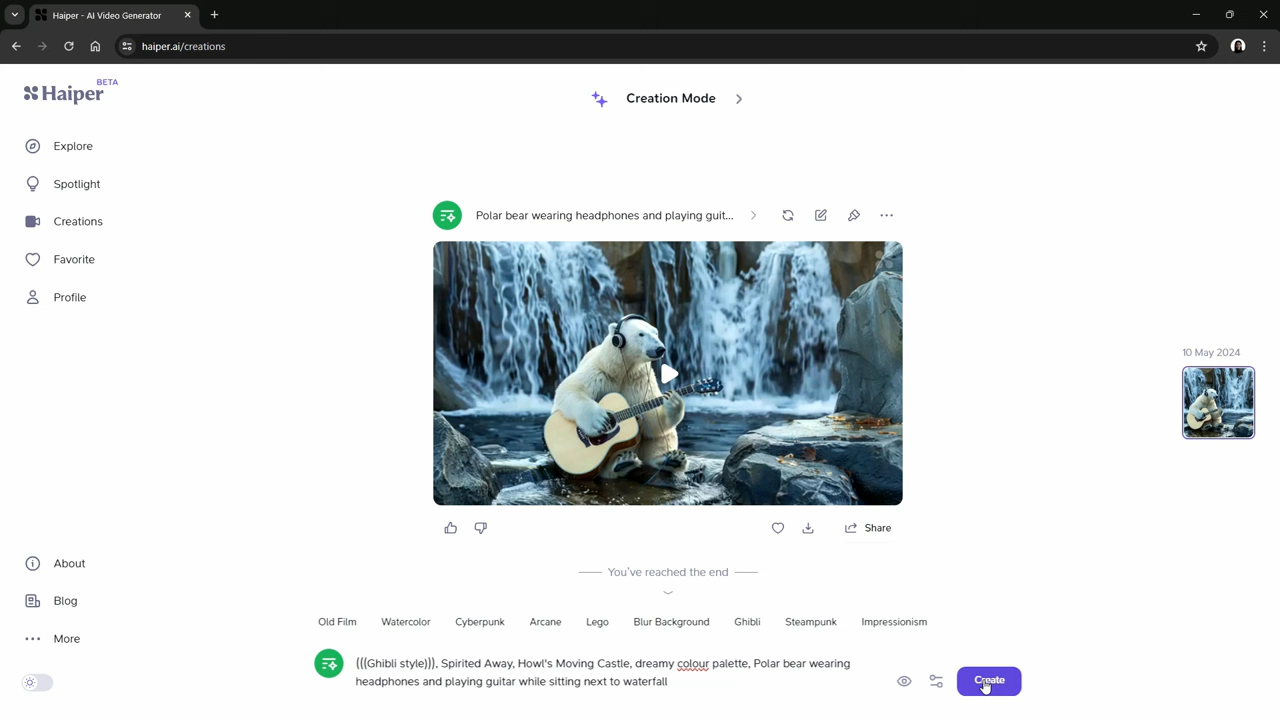 Haiper - AI Video Generator
haiper.ai/creations
Haiper BETA
Creation Mode
Explore
Spotlight
Creations
Favorite
Profile
Polar bear wearing headphones and playing guit...
10 May 2024
Share
You've reached the end
About
Blog
More
Old Film Watercolor Cyberpunk Arcane Lego Blur Background Ghibli Steampunk Impressionism
(((Ghibli style))), Spirited Away, Howl's Moving Castle, dreamy colour palette, Polar bear wearing
headphones and playing guitar while sitting next to waterfall
Create